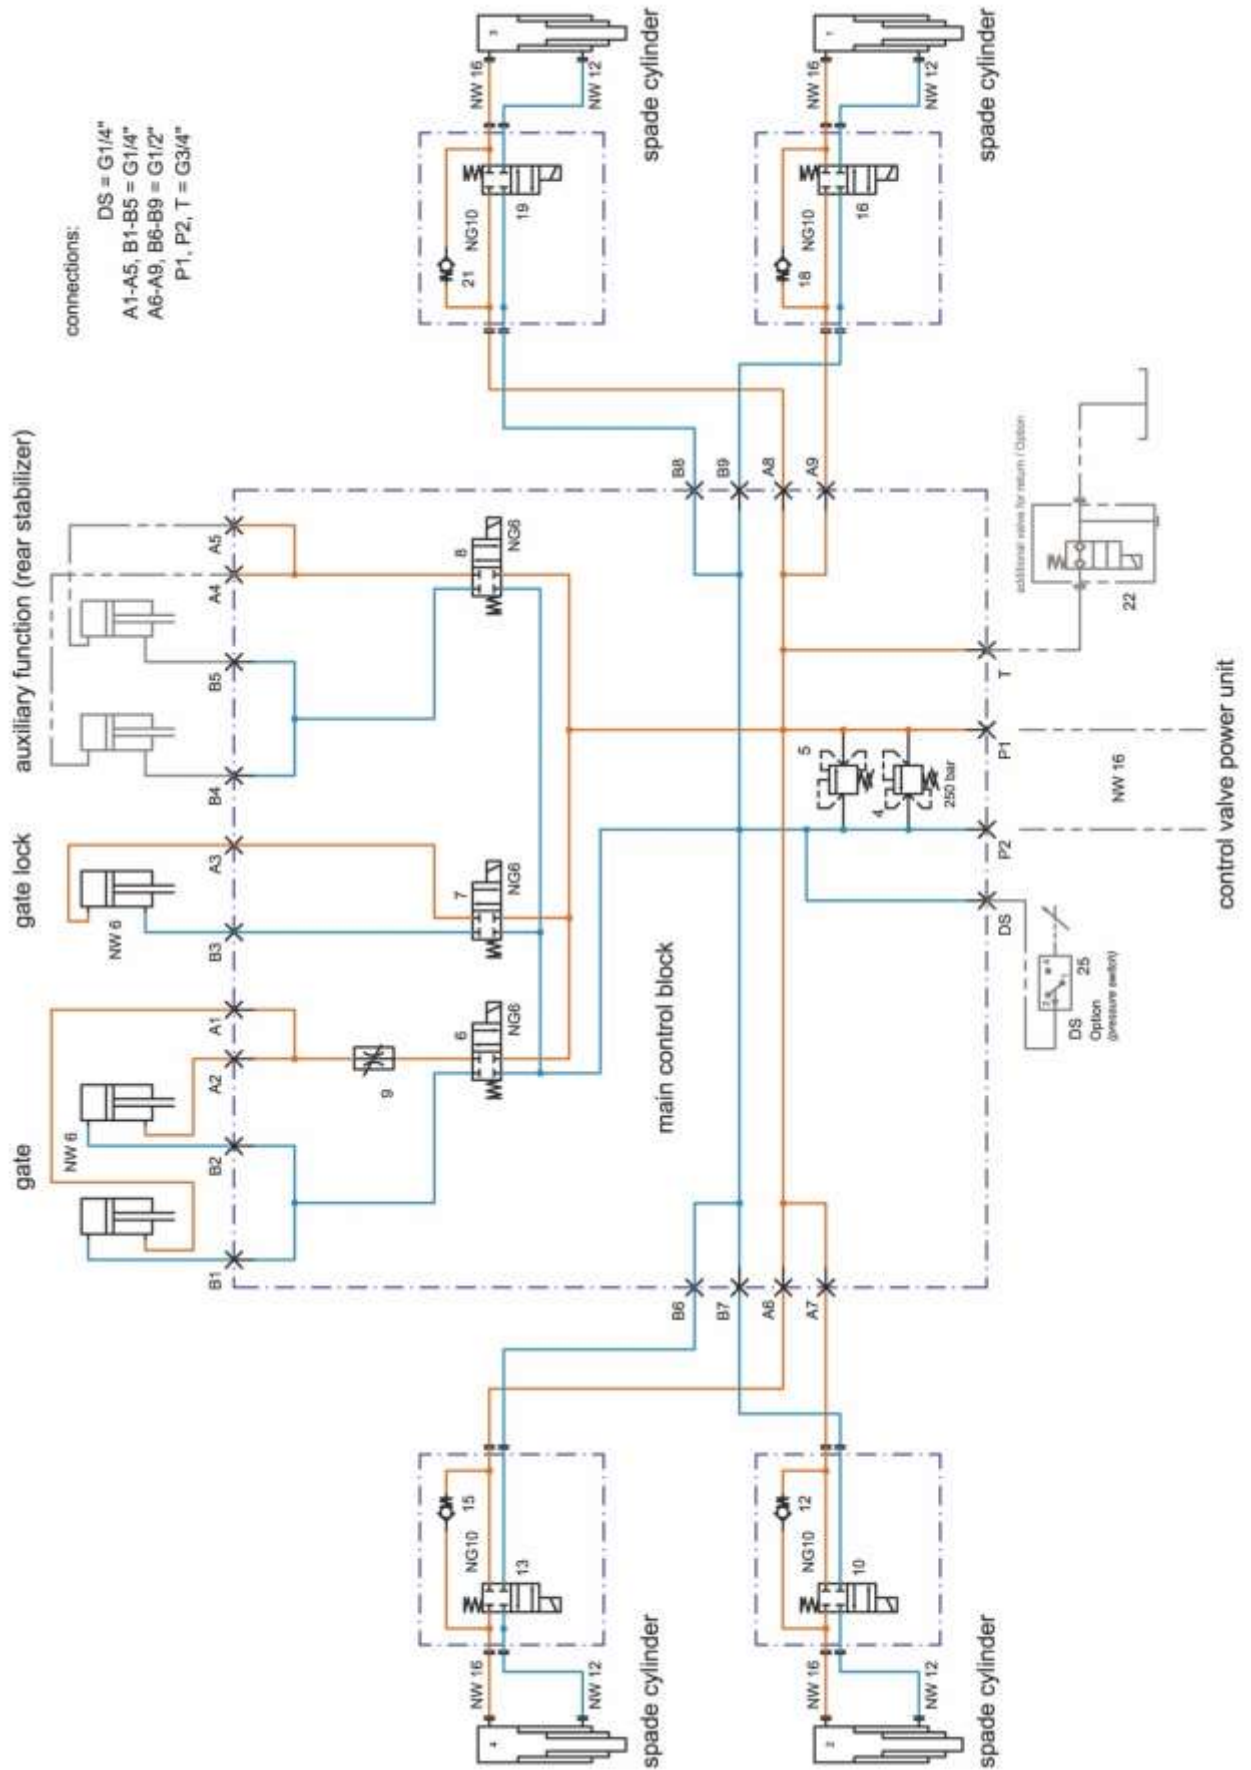 connections:
DS = G1/4"
A1-A5, B1-B5 = G1/4"
A6-A9, B6-B9 = G1/2"
P1, P2, T = G3/4"
gate
gate lock
auxiliary function (rear stabilizer)
NW 6
NW 6
B1
B2
A2
A1
B3
A3
B4
B5
A4
A5
9
6
NG6
7
NG6
8
NG6
main control block
spade cylinder
4
NW 16
NW 12
NG10
15
13
B6
B7
A6
A7
spade cylinder
2
NW 16
NW 12
NG10
12
10
B8
B9
A8
A9
21
NG10
19
NW 16
NW 12
3
spade cylinder
18
NG10
16
NW 16
NW 12
1
spade cylinder
5
4
250 bar
DS
P2
P1
T
NW 16
25
DS
Option
(pressure switch)
22
additional valve for return / Option
control valve power unit